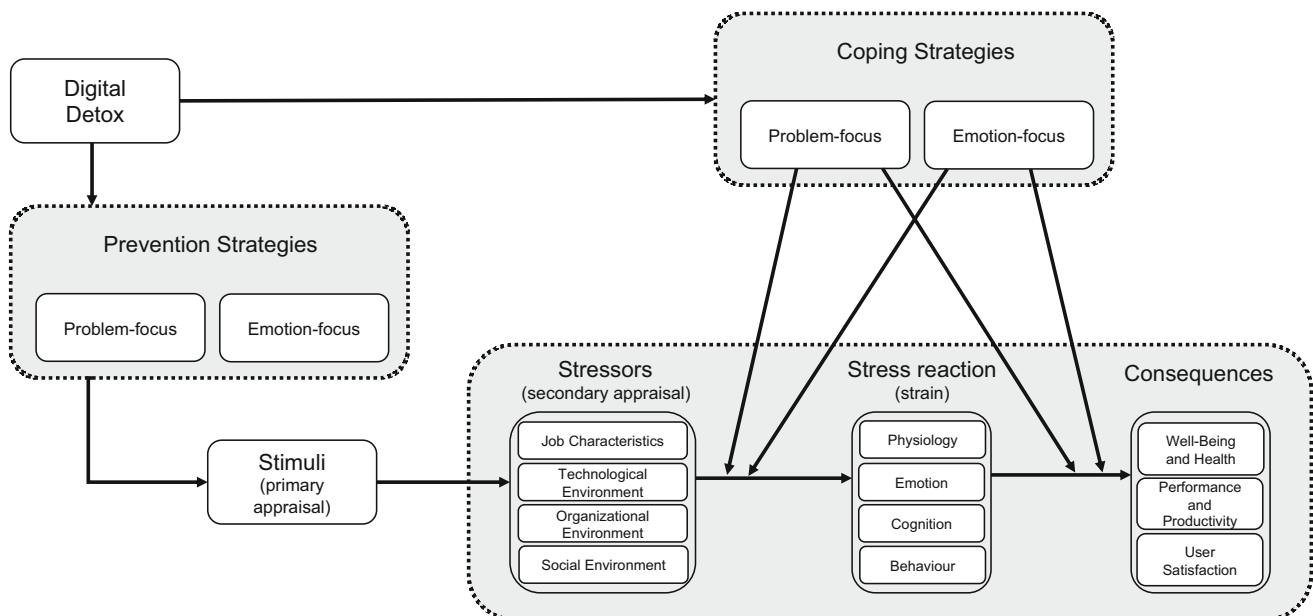 Digital
Detox
Coping Strategies
Problem-focus
Emotion-focus
Prevention Strategies
Problem-focus
Emotion-focus
Stimuli
(primary
appraisal)
Stressors
(secondary appraisal)
Job Characteristics
Technological
Environment
Organizational
Environment
Social Environment
Stress reaction
(strain)
Physiology
Emotion
Cognition
Behaviour
Consequences
Well-Being
and Health
Performance
and
Productivity
User
Satisfaction